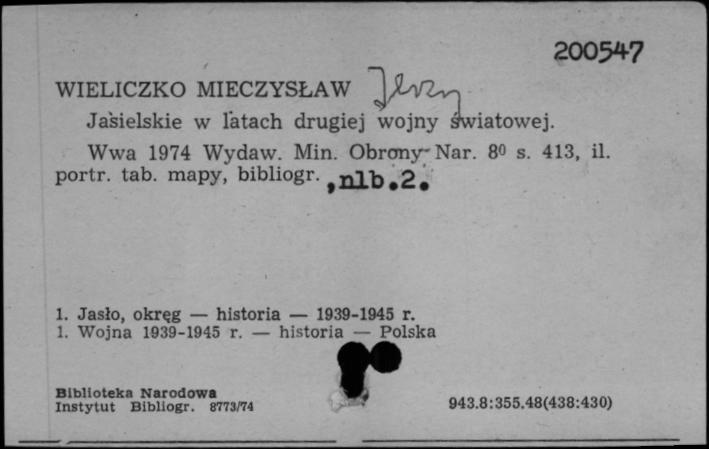 200547
WIELICZKO MIECZYSŁAW Jerzy
Jasielskie w latach drugiej wojny światowej.
Wwa 1974 Wydaw. Min. Obrony Nar. 8⁰ s. 413, il.
portr. tab. mapy, bibliogr. ,nlb.2.
1. Jasło, okręg — historia — 1939-1945 r.
1. Wojna 1939-1945 r. — historia — Polska
Biblioteka Narodowa
Instytut Bibliogr. 8773/74 943.8:355.48(438:430)